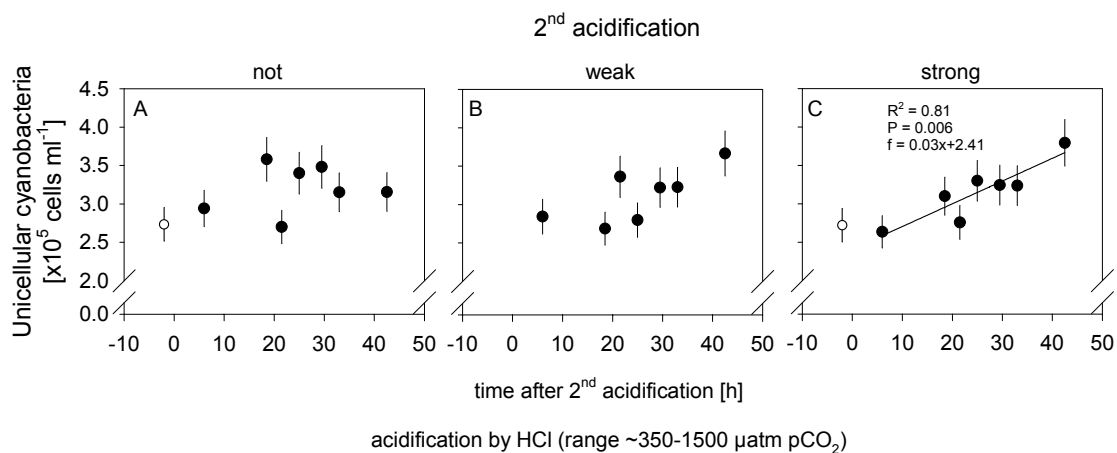 2nd acidification
not
weak
strong
Unicellular cyanobacteria
[x10^5 cells ml^-1]
4.5
4.0
3.5
3.0
2.5
2.0
0.0
A
B
C
R² = 0.81
P = 0.006
f = 0.03x+2.41
-10 0 10 20 30 40 50
-10 0 10 20 30 40 50
-10 0 10 20 30 40 50
time after 2nd acidification [h]
acidification by HCl (range ~350-1500 µatm pCO₂)